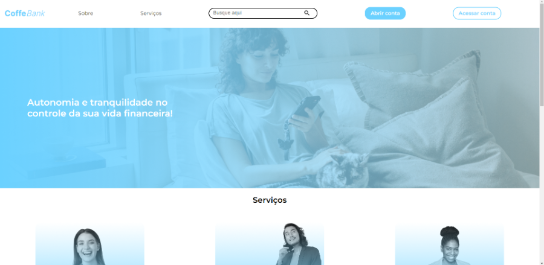 CoffeBank
Sobre
Serviços
Busque aqui
Abrir conta
Acessar conta
Autonomia e tranquilidade no
controle da sua vida financeira!
Serviços